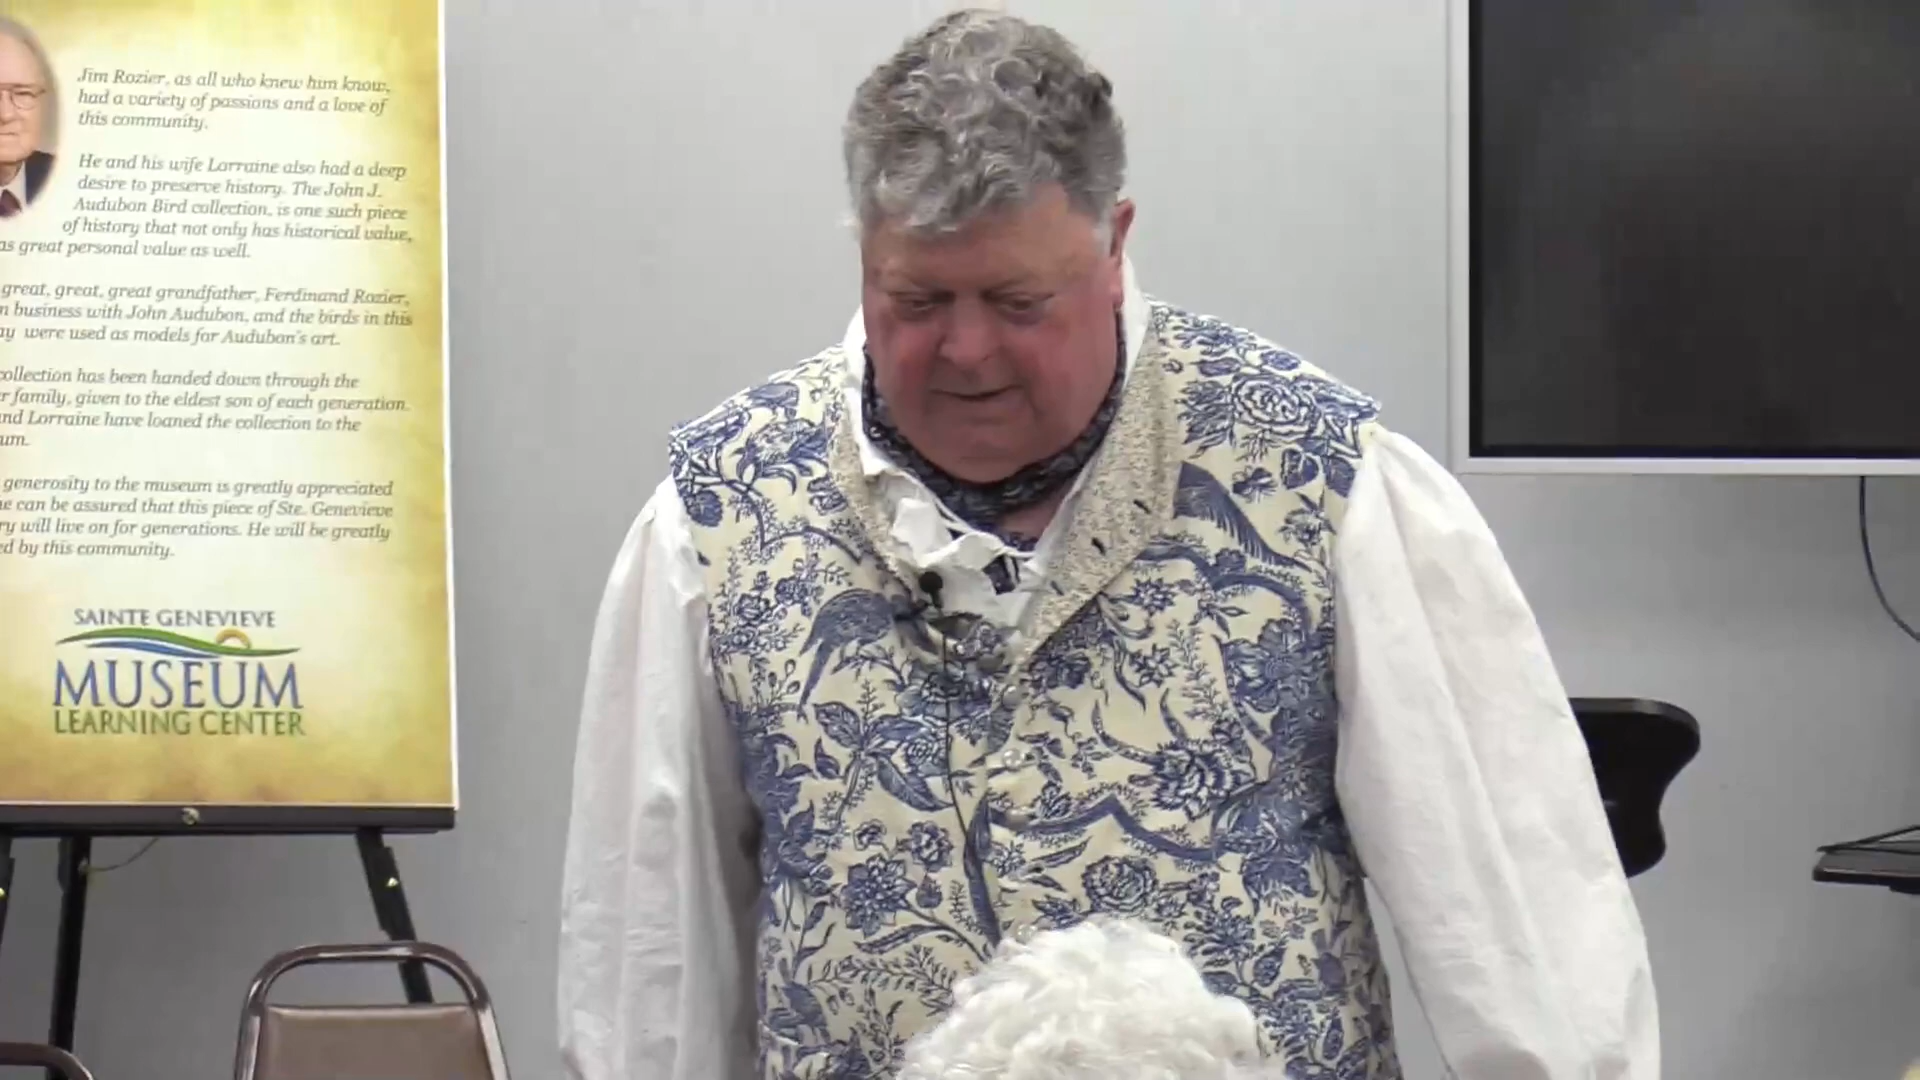 Jim Rozier, as all who knew him know,
had a variety of passions and a love of
this community.
He and his wife Lorraine also had a deep
desire to preserve history. The John J.
Audubon Bird collection, is one such piece
of history that not only has historical value,
as great personal value as well.
great, great, great grandfather, Ferdinand Rozier,
business with John Audubon, and the birds in this
were used as models for Audubon's art.
collection has been handed down through the
family, given to the eldest son of each generation.
and Lorraine have loaned the collection to the
generosity to the museum is greatly appreciated
can be assured that this piece of Ste. Genevieve
will live on for generations. He will be greatly
by this community.
SAINTE GENEVIEVE
MUSEUM
LEARNING CENTER